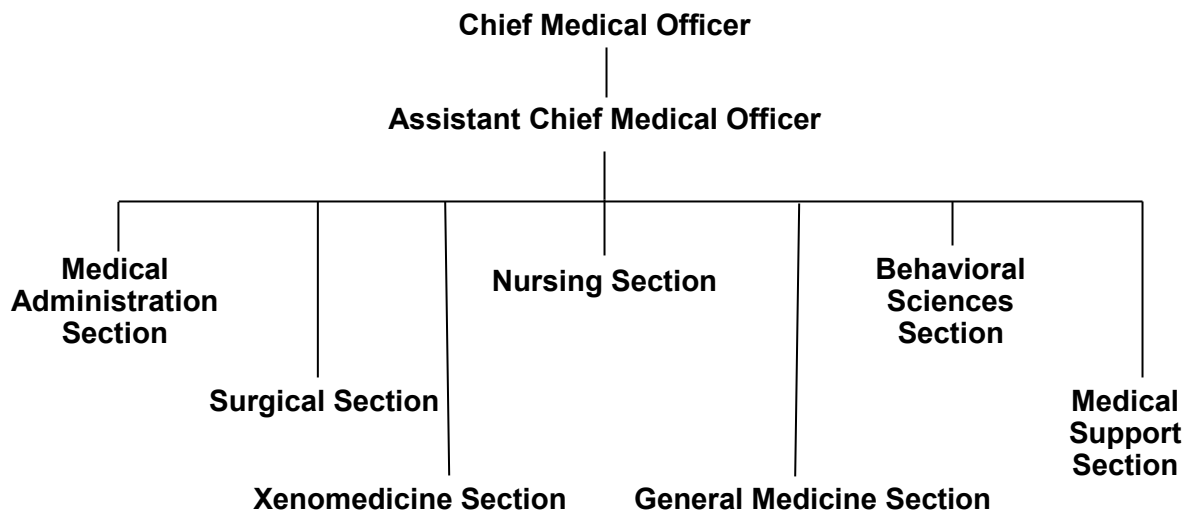 Chief Medical Officer
Assistant Chief Medical Officer
Medical
Administration
Section
Nursing Section
Behavioral
Sciences
Section
Surgical Section
Medical
Support
Section
Xenomedicine Section
General Medicine Section